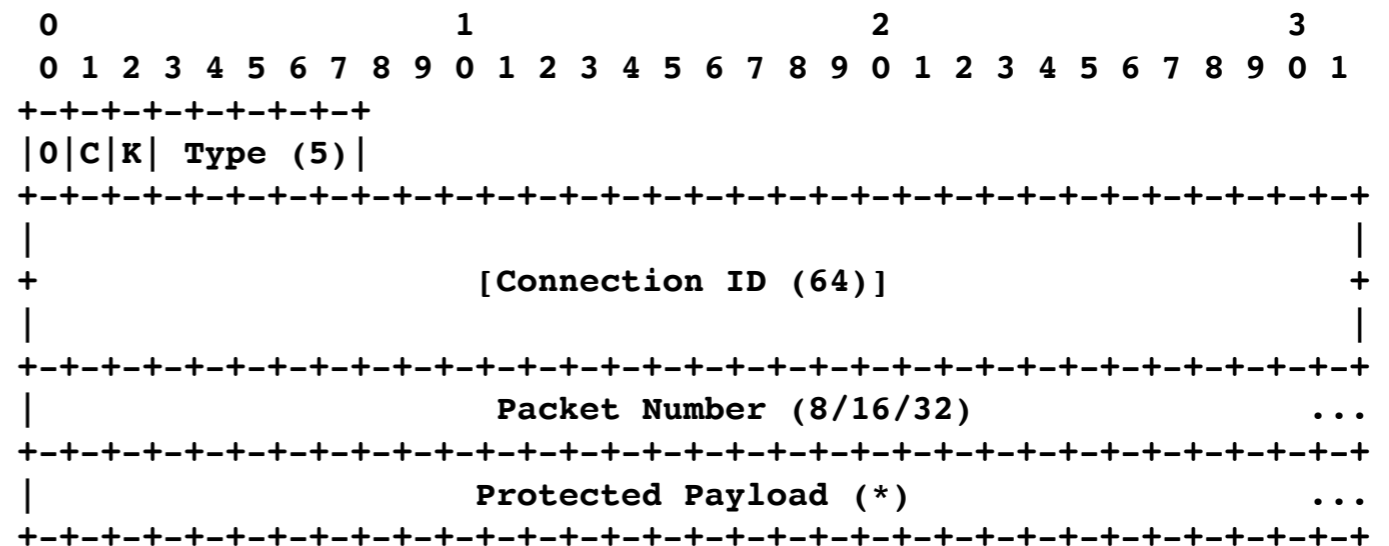 0                   1                   2                   3
 0 1 2 3 4 5 6 7 8 9 0 1 2 3 4 5 6 7 8 9 0 1 2 3 4 5 6 7 8 9 0 1
+-+-+-+-+-+-+-+-+
|0|C|K| Type (5)|
+-+-+-+-+-+-+-+-+-+-+-+-+-+-+-+-+-+-+-+-+-+-+-+-+-+-+-+-+-+-+-+-+
|                                                               |
+                     [Connection ID (64)]                      +
|                                                               |
+-+-+-+-+-+-+-+-+-+-+-+-+-+-+-+-+-+-+-+-+-+-+-+-+-+-+-+-+-+-+-+-+
|                      Packet Number (8/16/32)                ...
+-+-+-+-+-+-+-+-+-+-+-+-+-+-+-+-+-+-+-+-+-+-+-+-+-+-+-+-+-+-+-+-+
|                     Protected Payload (*)                   ...
+-+-+-+-+-+-+-+-+-+-+-+-+-+-+-+-+-+-+-+-+-+-+-+-+-+-+-+-+-+-+-+-+